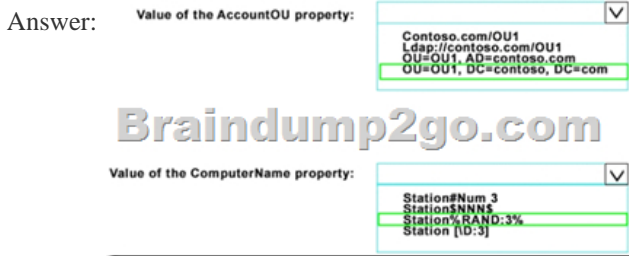 Answer:
Value of the AccountOU property:
Contoso.com/OU1
Ldap://contoso.com/OU1
OU=OU1, AD=contoso.com
OU=OU1, DC=contoso, DC=com
Braindump2go.com
Value of the ComputerName property:
Station#Num 3
Station$NNN$
Station%RAND:3%
Station [\D:3]